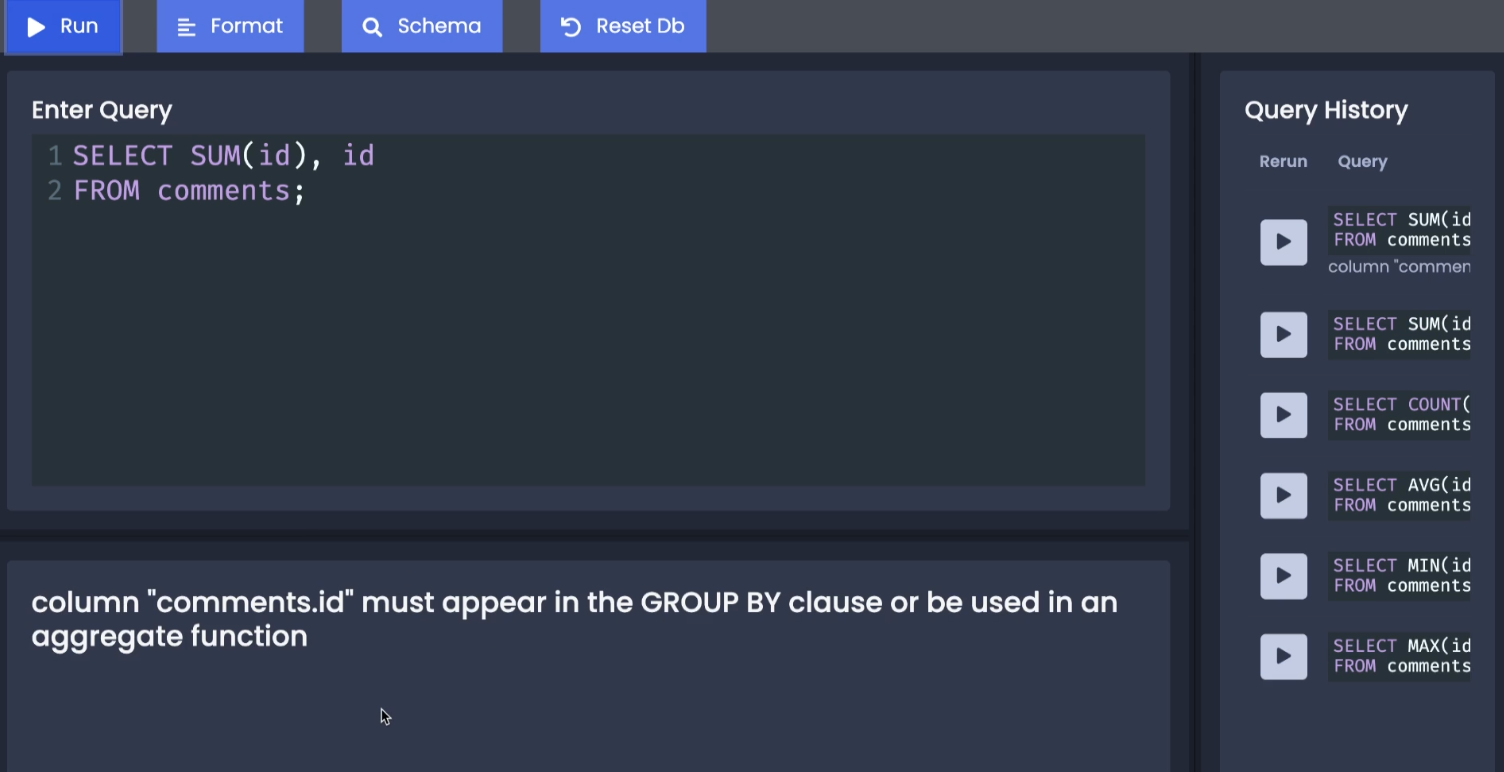 Run Format Schema Reset Db
Enter Query
1 SELECT SUM(id), id
2 FROM comments;
column "comments.id" must appear in the GROUP BY clause or be used in an
aggregate function
Query History
Rerun Query
SELECT SUM(id
FROM comments
column "commen
SELECT SUM(id
FROM comments
SELECT COUNT(
FROM comments
SELECT AVG(id
FROM comments
SELECT MIN(id
FROM comments
SELECT MAX(id
FROM comments